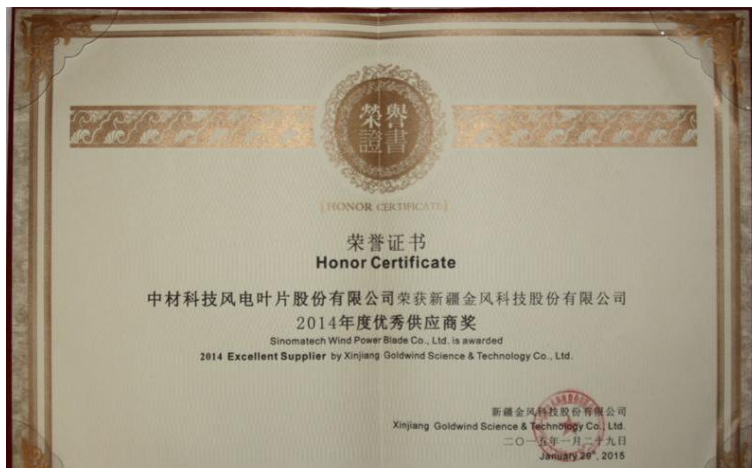 榮譽
證書
[HONOR CERTIFICATE]
荣誉证书
Honor Certificate
中材科技风电叶片股份有限公司荣获新疆金风科技股份有限公司
2014年度优秀供应商奖
Sinomatech Wind Power Blade Co., Ltd. is awarded
2014 Excellent Supplier by Xinjiang Goldwind Science & Technology Co., Ltd.
新疆金风科技股份有限公司
Xinjiang Goldwind Science & Technology Co., Ltd.
二〇一五年一月二十九日
January 29th, 2015